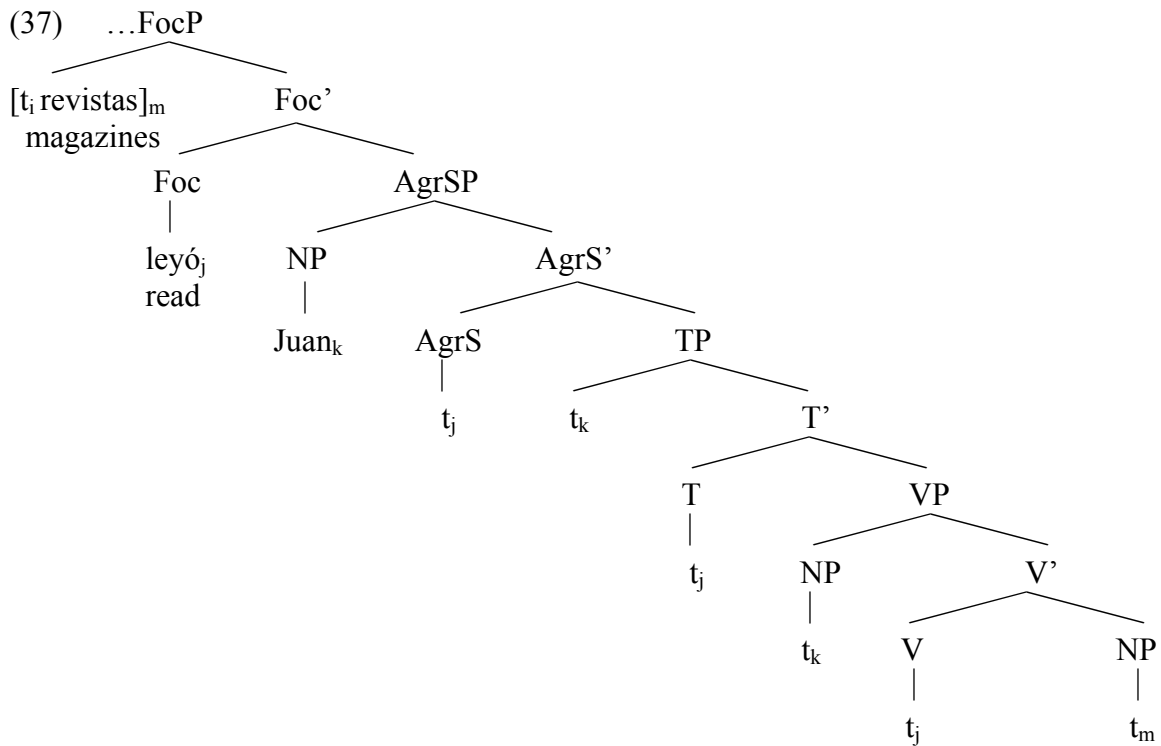 (37) …FocP
[tᵢ revistas]ₘ Foc’
magazines
Foc AgrSP
leyóⱼ NP AgrS’
read
Juanₖ AgrS TP
tⱼ tₖ T’
T VP
tⱼ NP V’
tₖ V NP
tⱼ tₘ